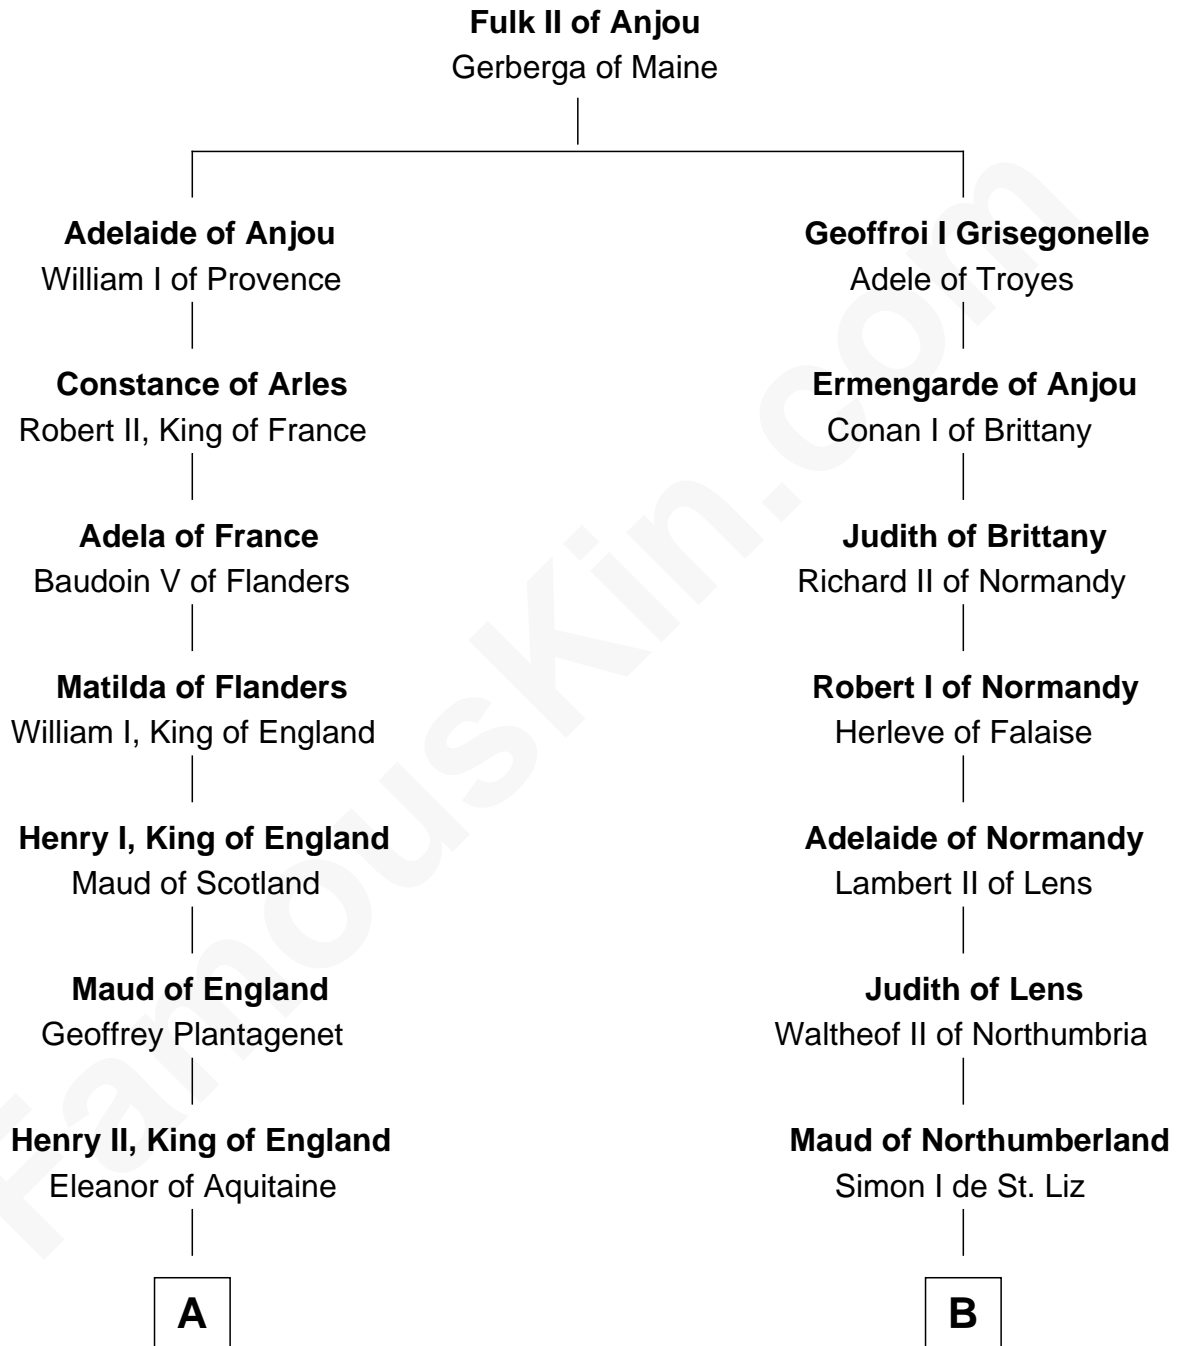 Fulk II of Anjou
Gerberga of Maine
Adelaide of Anjou
William I of Provence
Geoffroi I Grisegonelle
Adele of Troyes
Constance of Arles
Robert II, King of France
Ermengarde of Anjou
Conan I of Brittany
Adela of France
Baudoin V of Flanders
Judith of Brittany
Richard II of Normandy
Matilda of Flanders
William I, King of England
Robert I of Normandy
Herleve of Falaise
Henry I, King of England
Maud of Scotland
Adelaide of Normandy
Lambert II of Lens
Maud of England
Geoffrey Plantagenet
Judith of Lens
Waltheof II of Northumbria
Henry II, King of England
Eleanor of Aquitaine
Maud of Northumberland
Simon I de St. Liz
A
B
FamousKin.com